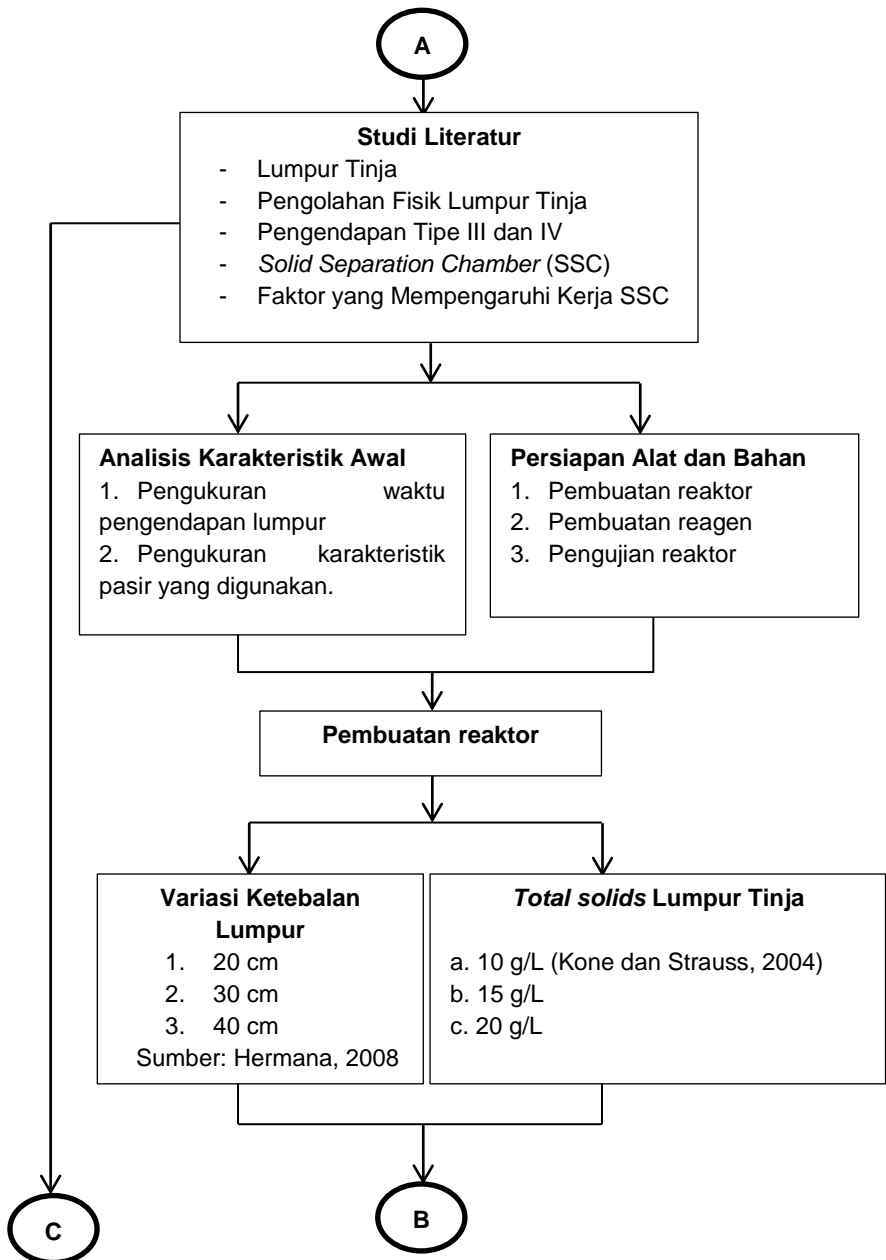 A
Studi Literatur
- Lumpur Tinja
- Pengolahan Fisik Lumpur Tinja
- Pengendapan Tipe III dan IV
- Solid Separation Chamber (SSC)
- Faktor yang Mempengaruhi Kerja SSC
Analisis Karakteristik Awal
1. Pengukuran waktu
pengendapan lumpur
2. Pengukuran karakteristik
pasir yang digunakan.
Persiapan Alat dan Bahan
1. Pembuatan reaktor
2. Pembuatan reagen
3. Pengujian reaktor
Pembuatan reaktor
Variasi Ketebalan
Lumpur
1. 20 cm
2. 30 cm
3. 40 cm
Sumber: Hermana, 2008
Total solids Lumpur Tinja
a. 10 g/L (Kone dan Strauss, 2004)
b. 15 g/L
c. 20 g/L
C
B